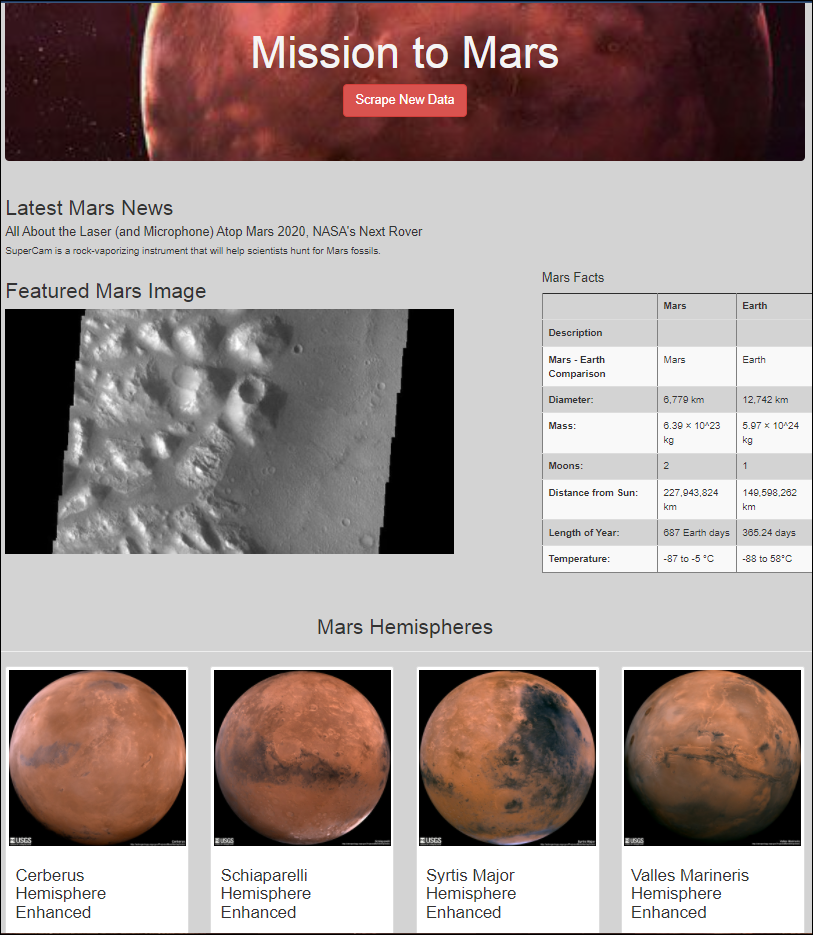 Mission to Mars
Scrape New Data
Latest Mars News
All About the Laser (and Microphone) Atop Mars 2020, NASA's Next Rover
SuperCam is a rock-vaporizing instrument that will help scientists hunt for Mars fossils.
Featured Mars Image
Mars Facts
Mars Earth
Description
Mars - Earth Mars Earth
Comparison
Diameter: 6,779 km 12,742 km
Mass: 6.39 × 10^23 5.97 × 10^24
kg kg
Moons: 2 1
Distance from Sun: 227,943,824 149,598,262
km km
Length of Year: 687 Earth days 365.24 days
Temperature: -87 to -5 °C -88 to 58°C
Mars Hemispheres
USGS USGS USGS USGS
Cerberus
Hemisphere
Enhanced
Schiaparelli
Hemisphere
Enhanced
Syrtis Major
Hemisphere
Enhanced
Valles Marineris
Hemisphere
Enhanced